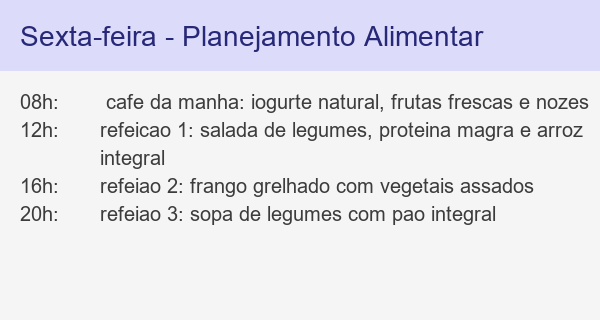 Sexta-feira - Planejamento Alimentar
08h: cafe da manha: iogurte natural, frutas frescas e nozes
12h: refeicao 1: salada de legumes, proteina magra e arroz
integral
16h: refeiao 2: frango grelhado com vegetais assados
20h: refeiao 3: sopa de legumes com pao integral